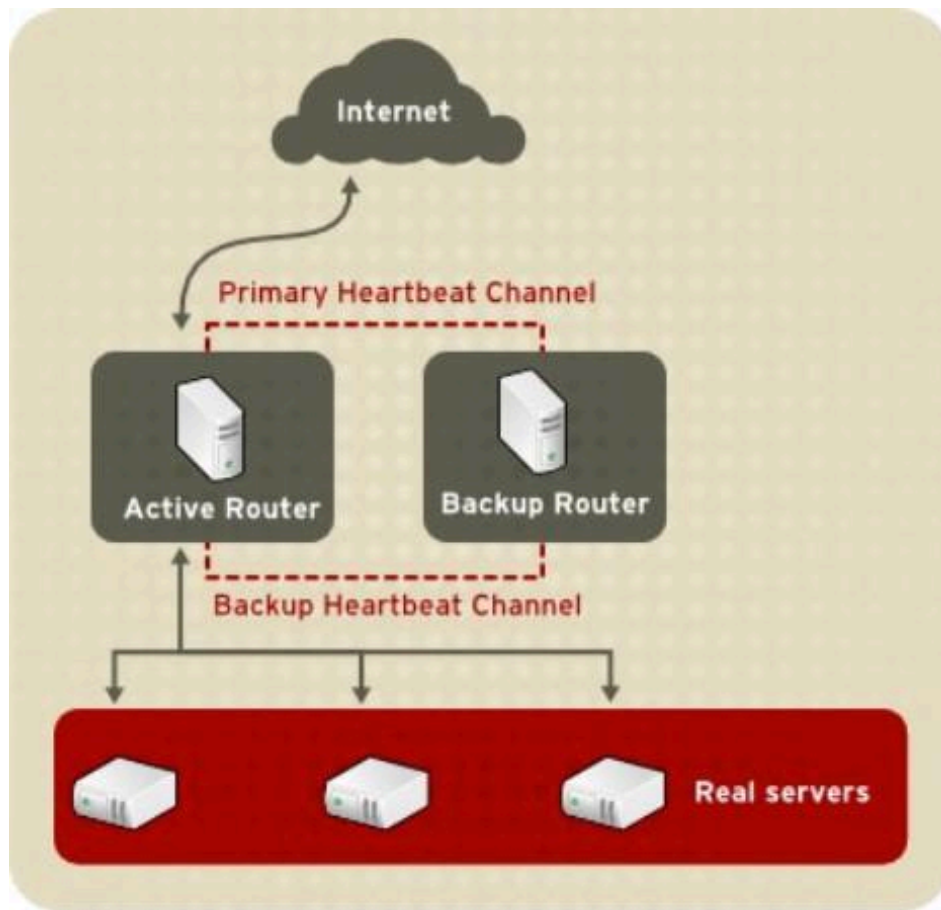 Internet
Primary Heartbeat Channel
Active Router
Backup Router
Backup Heartbeat Channel
Real servers